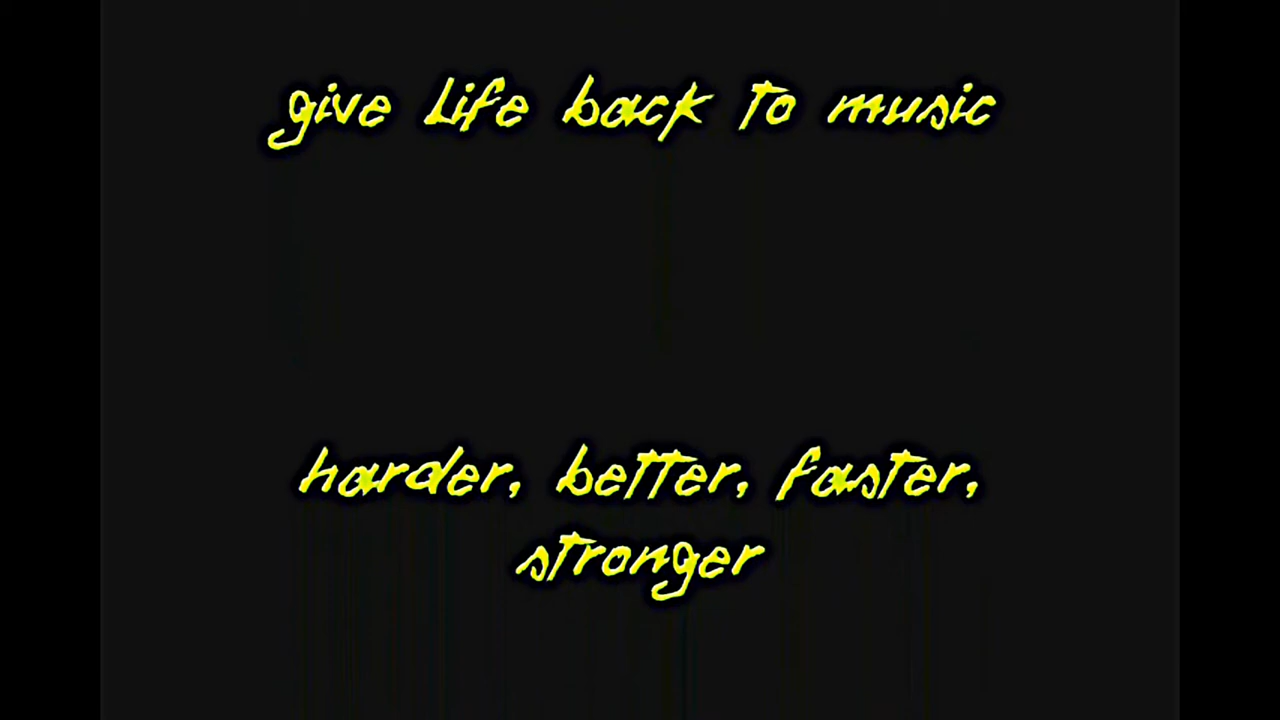 give life back to music
harder, better, faster,
stronger